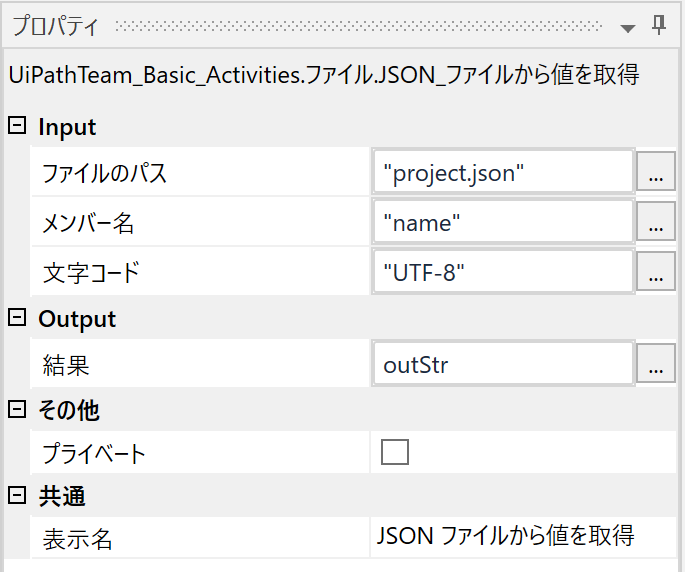 プロパティ
UiPathTeam_Basic_Activities.ファイル.JSON_ファイルから値を取得
Input
ファイルのパス "project.json" ...
メンバー名 "name" ...
文字コード "UTF-8" ...
Output
結果 outStr ...
その他
プライベート
共通
表示名 JSON ファイルから値を取得